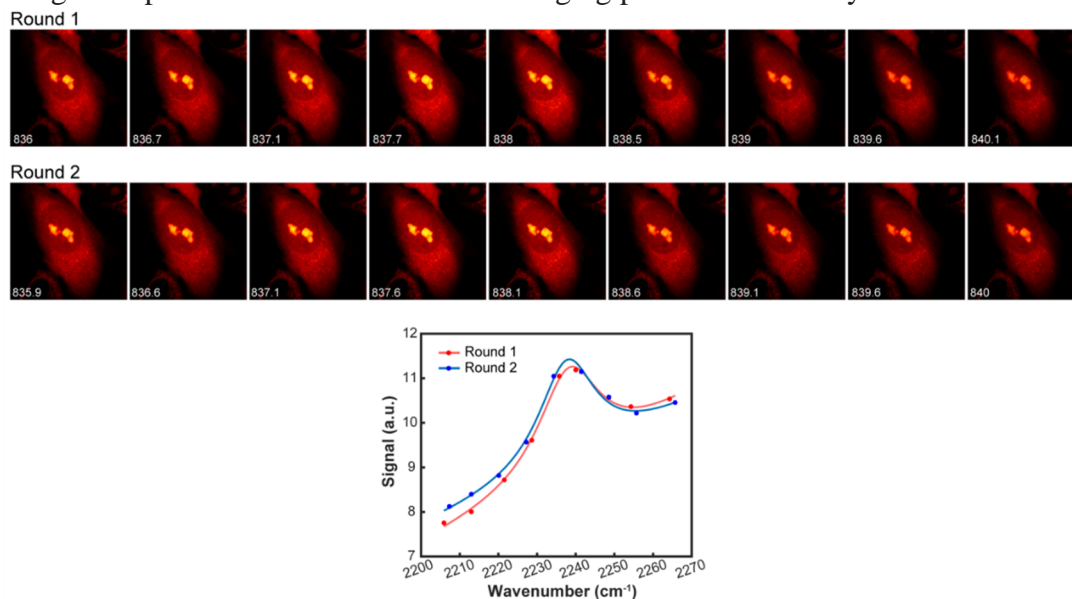 Round 1
836 836.7 837.1 837.7 838 838.5 839 839.6 840.1
Round 2
835.9 836.6 837.1 837.6 838.1 838.6 839.1 839.6 840
12
Round 1
Round 2
11
10
9
8
7
Signal (a.u.)
2200 2210 2220 2230 2240 2250 2260 2270
Wavenumber (cm⁻¹)